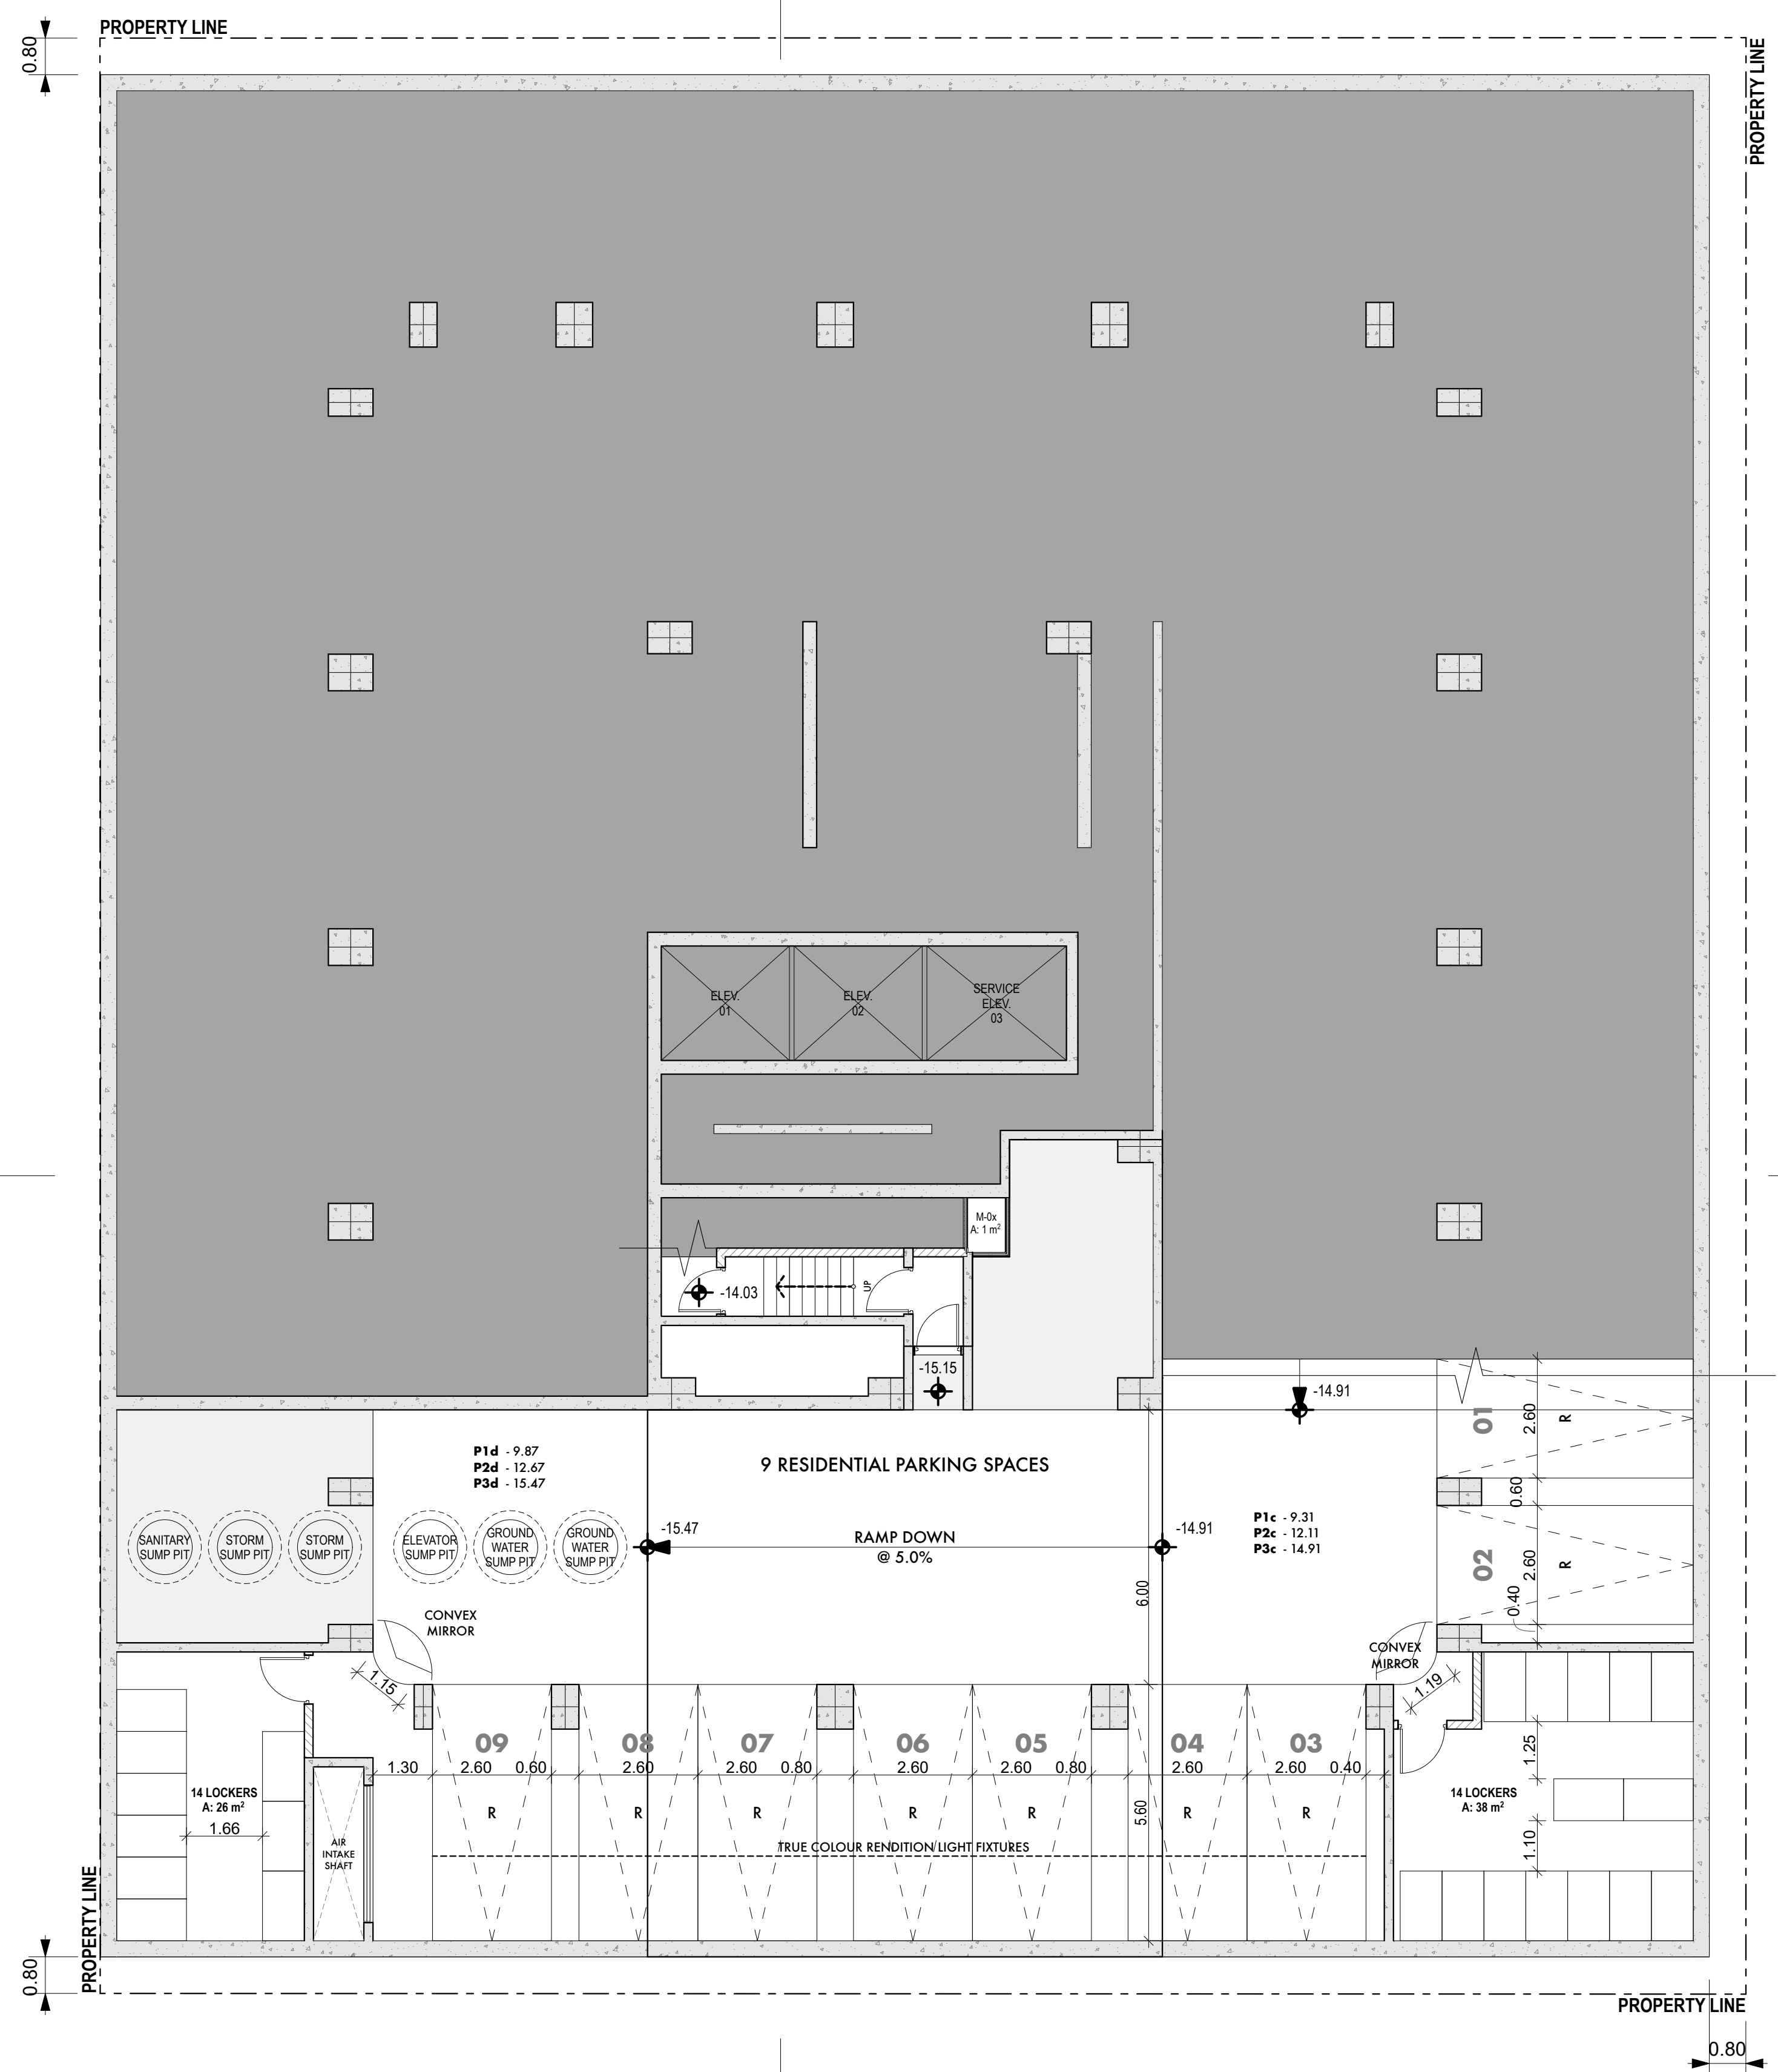 PROPERTY LINE
0.80
PROPERTY LINE
ELEV.
01
ELEV.
02
SERVICE
ELEV.
03
M-0x
A: 1 m²
-14.03
UP
-15.15
-14.91
01
2.60
R
0.60
02
2.60
R
0.40
P1d - 9.87
P2d - 12.67
P3d - 15.47
9 RESIDENTIAL PARKING SPACES
P1c - 9.31
P2c - 12.11
P3c - 14.91
SANITARY
SUMP PIT
STORM
SUMP PIT
STORM
SUMP PIT
ELEVATOR
SUMP PIT
GROUND
WATER
SUMP PIT
GROUND
WATER
SUMP PIT
-15.47
RAMP DOWN
@ 5.0%
-14.91
6.00
CONVEX
MIRROR
CONVEX
MIRROR
1.15
1.19
09
08
07
06
05
04
03
1.30
2.60
0.60
2.60
2.60
0.80
2.60
2.60
0.80
2.60
2.60
0.40
R
R
R
R
R
R
R
5.60
14 LOCKERS
A: 26 m²
1.66
AIR
INTAKE
SHAFT
TRUE COLOUR RENDITION LIGHT FIXTURES
14 LOCKERS
A: 38 m²
1.25
1.10
PROPERTY LINE
0.80
PROPERTY LINE
0.80